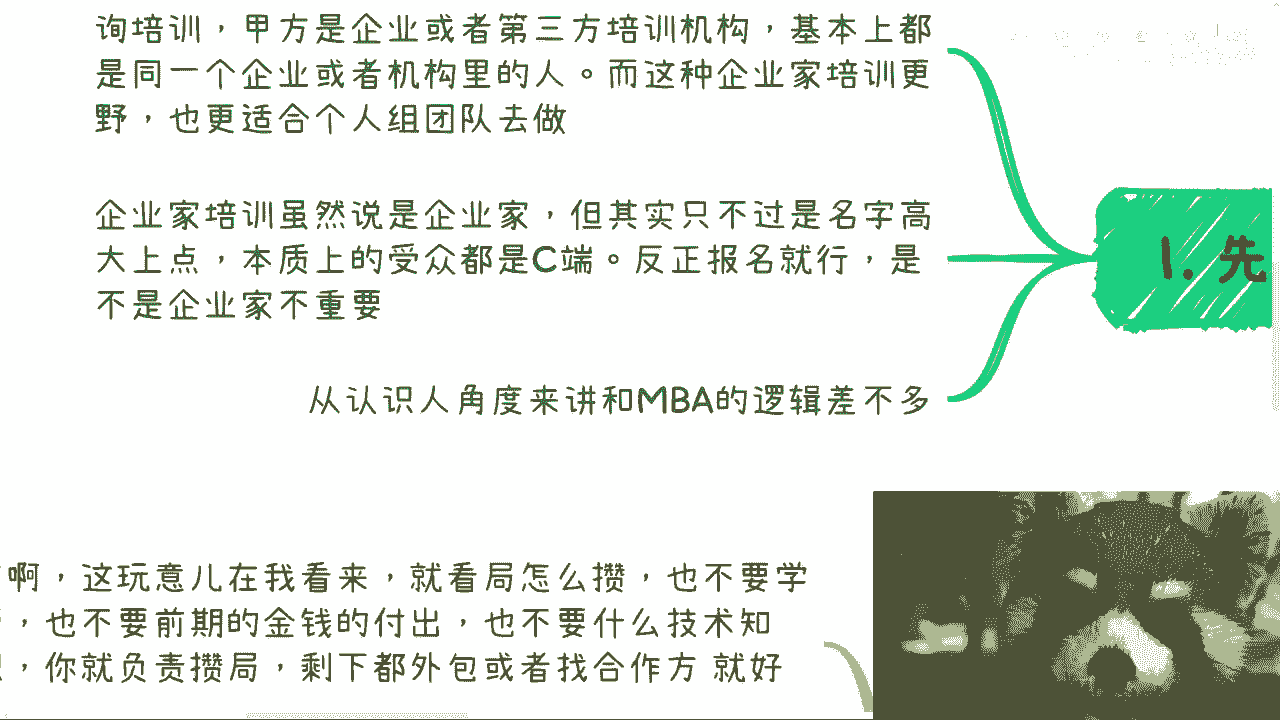 询培训，甲方是企业或者第三方培训机构，基本上都
是同一个企业或者机构里的人。而这种企业家培训更
野，也更适合个人组团队去做
企业家培训虽然说是企业家，但其实只不过是名字高
大上点，本质上的受众都是C端。反正报名就行，是
不是企业家不重要
从认识人角度来讲和MBA的逻辑差不多
1. 先
啊，这玩意儿在我看来，就看局怎么攒，也不要学
，也不要前期的金钱的付出，也不要什么技术知
，你就负责攒局，剩下都外包或者找合作方 就好